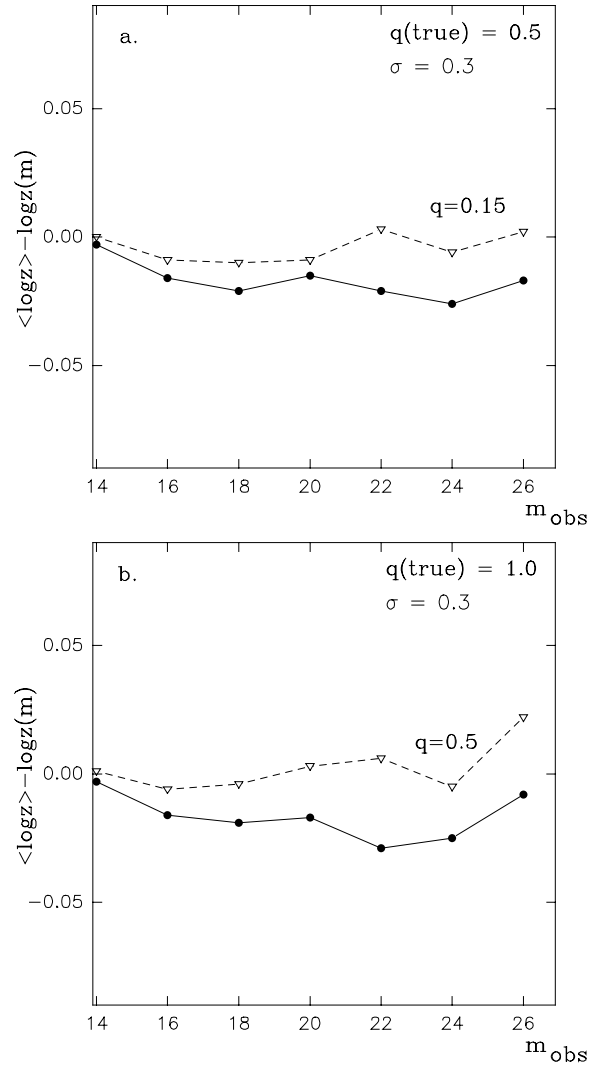 a.
q(true) = 0.5
σ = 0.3
0.05
q=0.15
0.00
−0.05
<logz>−logz(m)
14 16 18 20 22 24 26
m_obs
b.
q(true) = 1.0
σ = 0.3
0.05
q=0.5
0.00
−0.05
<logz>−logz(m)
14 16 18 20 22 24 26
m_obs